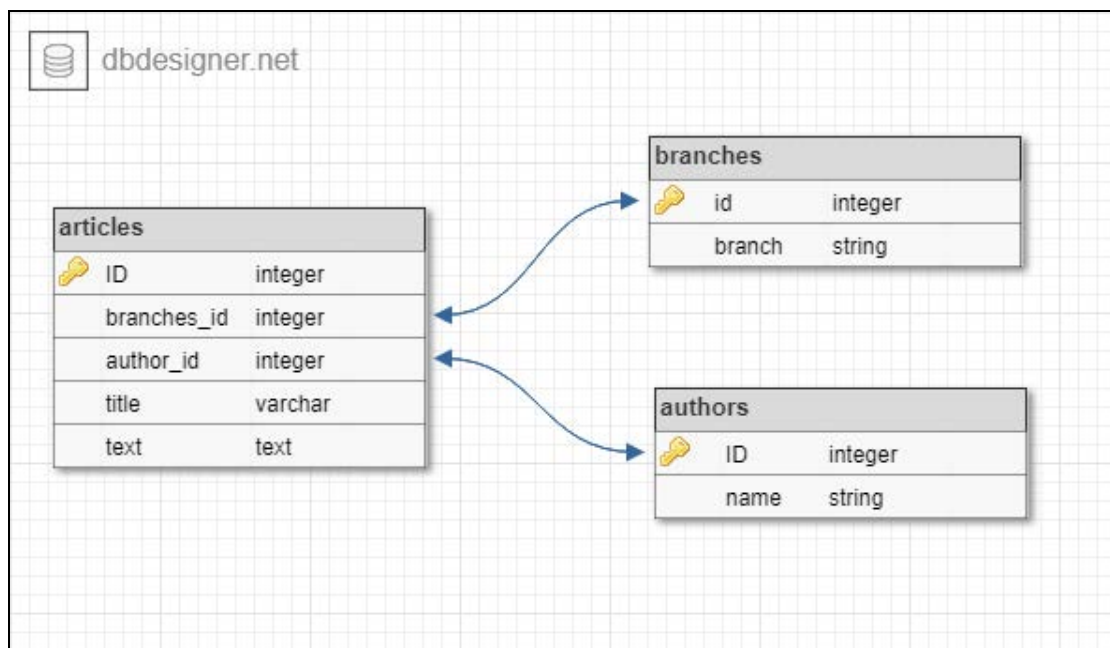 dbdesigner.net
articles
ID integer
branches_id integer
author_id integer
title varchar
text text
branches
id integer
branch string
authors
ID integer
name string